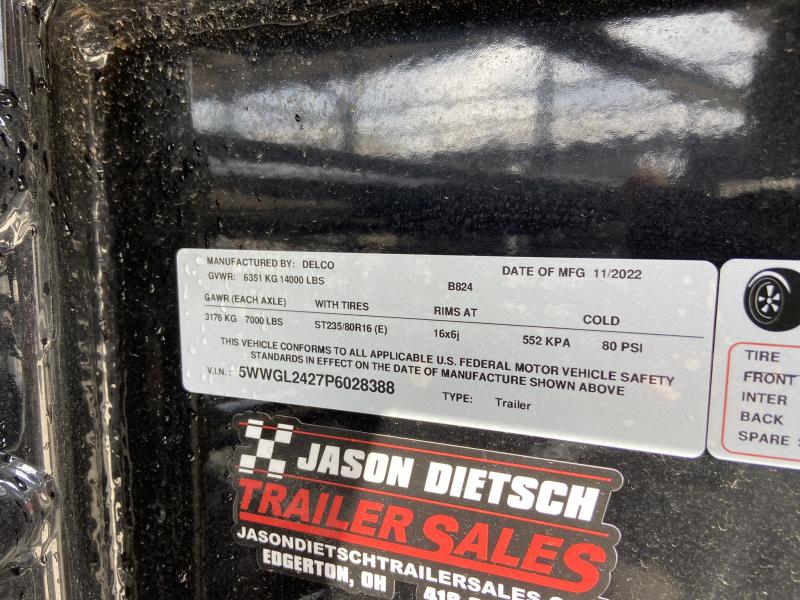 MANUFACTURED BY: DELCO
GVWR: 6351 KG 14000 LBS
B824
DATE OF MFG 11/2022
GAWR (EACH AXLE) WITH TIRES RIMS AT COLD
3176 KG 7000 LBS ST235/80R16 (E) 16x6j 552 KPA 80 PSI
THIS VEHICLE CONFORMS TO ALL APPLICABLE U.S. FEDERAL MOTOR VEHICLE SAFETY
STANDARDS IN EFFECT ON THE DATE OF MANUFACTURE SHOWN ABOVE
V.I.N.: 5WWGL2427P6028388 TYPE: Trailer
TIRE
FRONT
INTER
BACK
SPARE
JASON DIETSCH
TRAILER SALES
JASONDIETSCHTRAILERSALES.
EDGERTON, OH